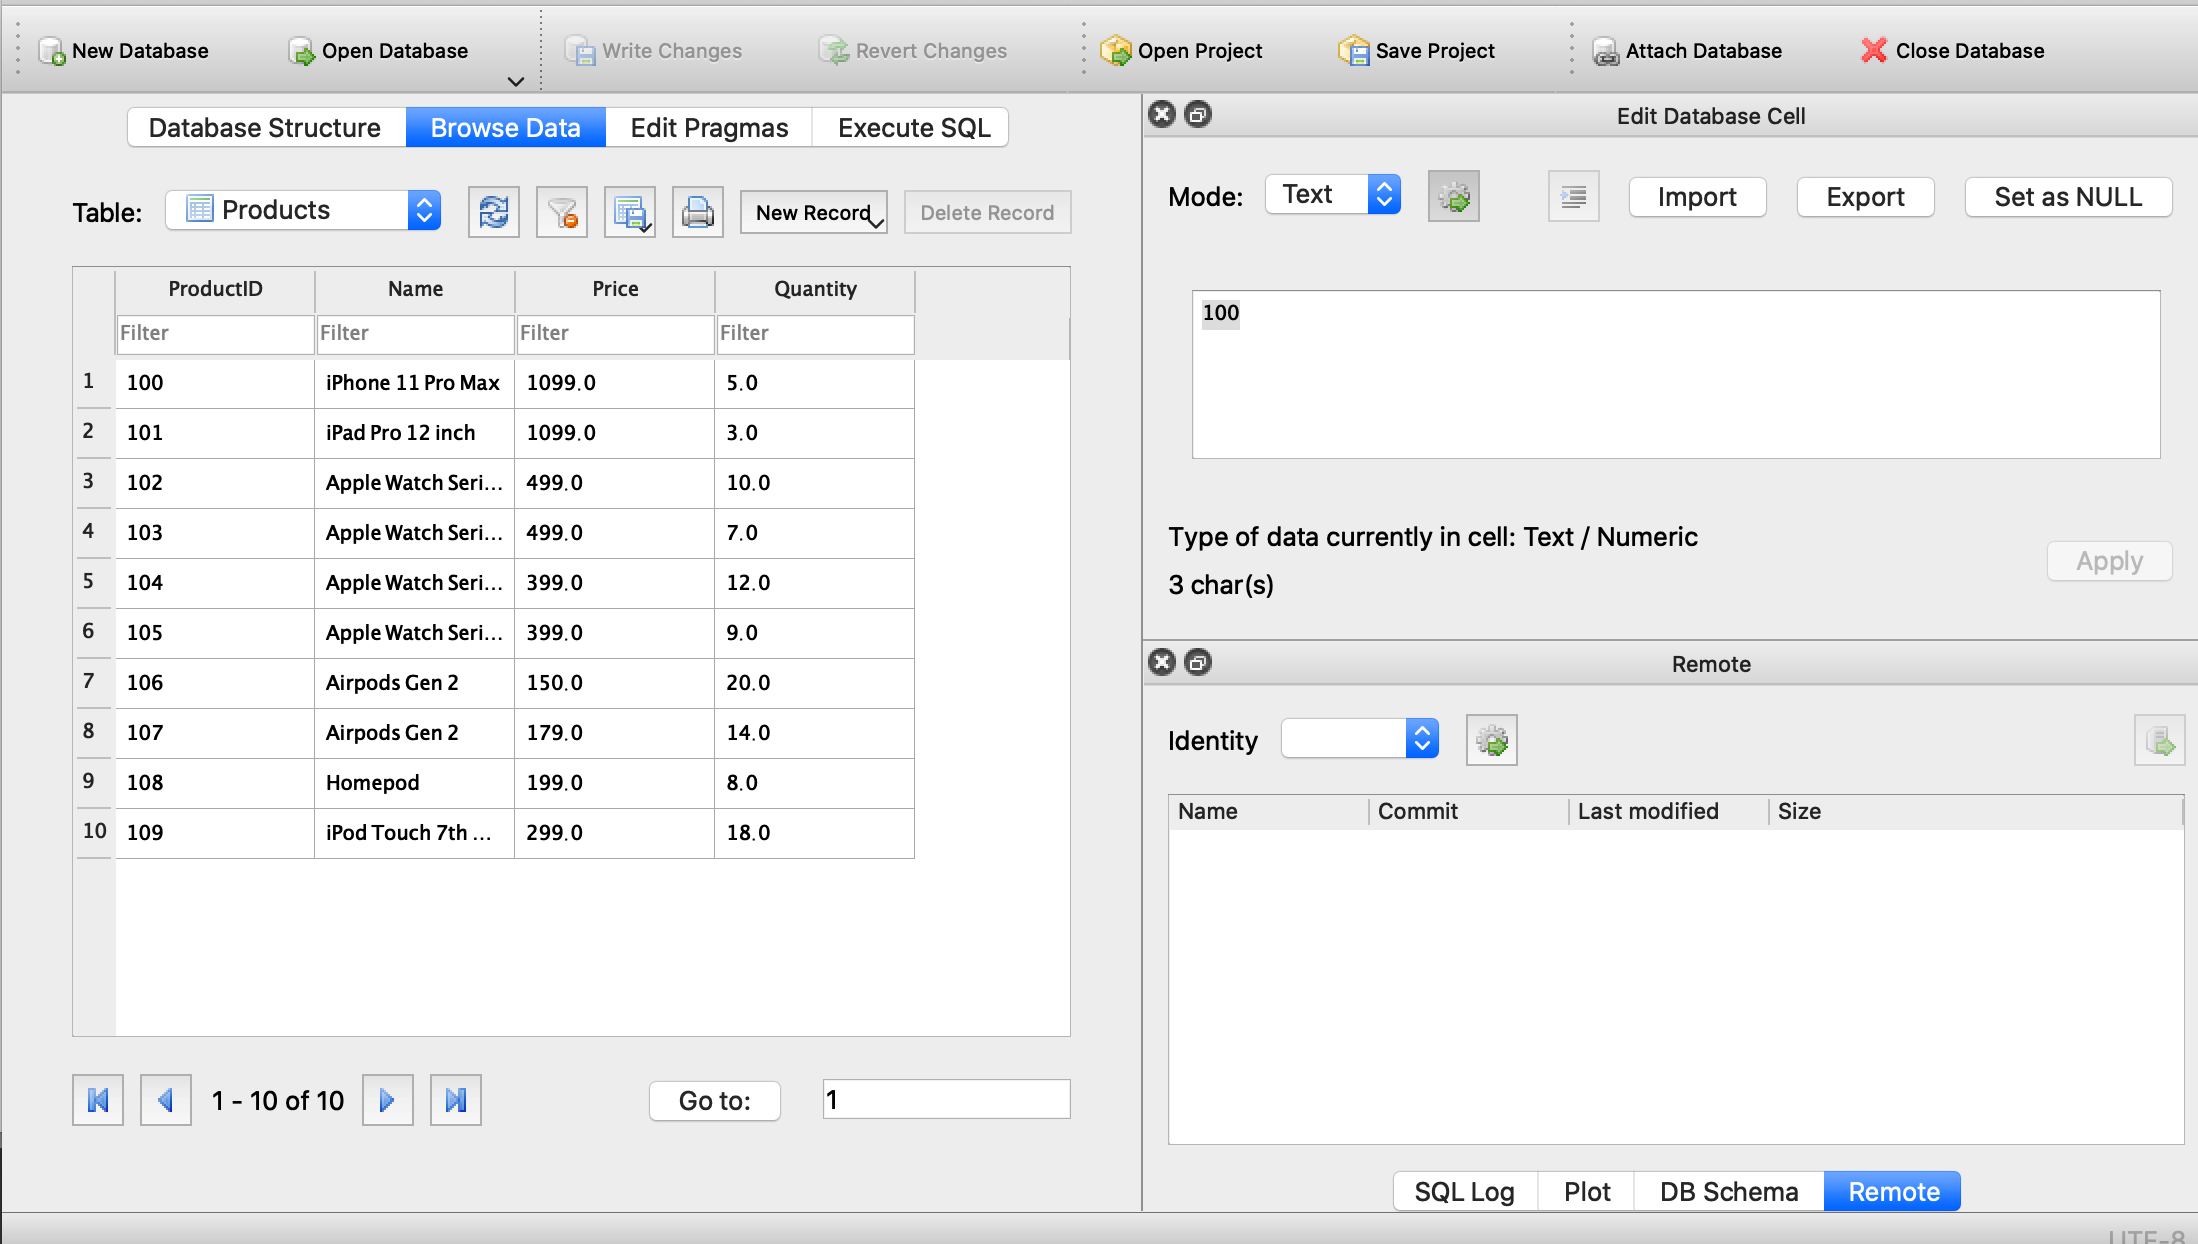 New Database Open Database Write Changes Revert Changes Open Project Save Project Attach Database Close Database
Database Structure Browse Data Edit Pragmas Execute SQL
Table: Products New Record Delete Record
ProductID Name Price Quantity
Filter Filter Filter Filter
1 100 iPhone 11 Pro Max 1099.0 5.0
2 101 iPad Pro 12 inch 1099.0 3.0
3 102 Apple Watch Seri... 499.0 10.0
4 103 Apple Watch Seri... 499.0 7.0
5 104 Apple Watch Seri... 399.0 12.0
6 105 Apple Watch Seri... 399.0 9.0
7 106 Airpods Gen 2 150.0 20.0
8 107 Airpods Gen 2 179.0 14.0
9 108 Homepod 199.0 8.0
10 109 iPod Touch 7th ... 299.0 18.0
1 - 10 of 10 Go to: 1
Edit Database Cell
Mode: Text Import Export Set as NULL
100
Type of data currently in cell: Text / Numeric
3 char(s)
Apply
Remote
Identity
Name Commit Last modified Size
SQL Log Plot DB Schema Remote
UTF-8